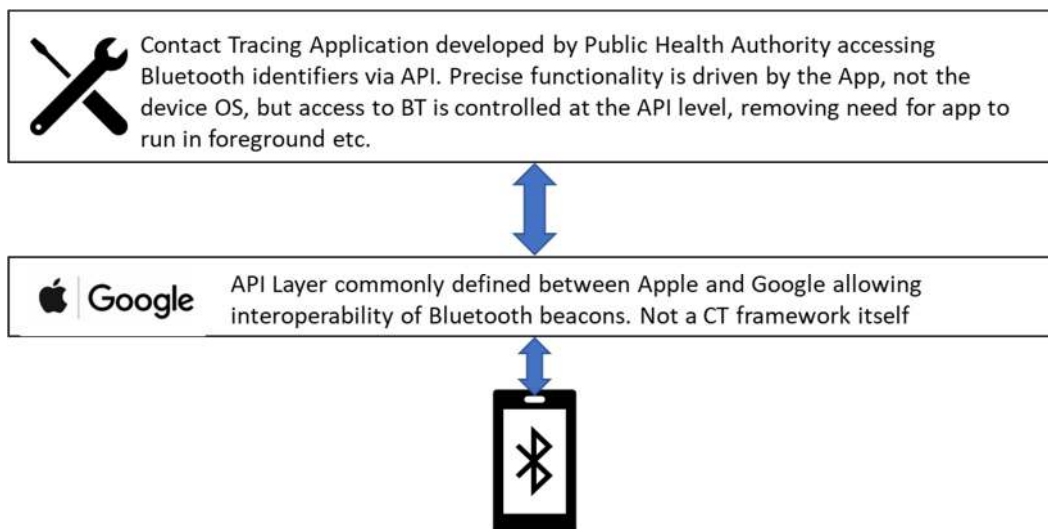 Contact Tracing Application developed by Public Health Authority accessing
Bluetooth identifiers via API. Precise functionality is driven by the App, not the
device OS, but access to BT is controlled at the API level, removing need for app to
run in foreground etc.
Google
API Layer commonly defined between Apple and Google allowing
interoperability of Bluetooth beacons. Not a CT framework itself